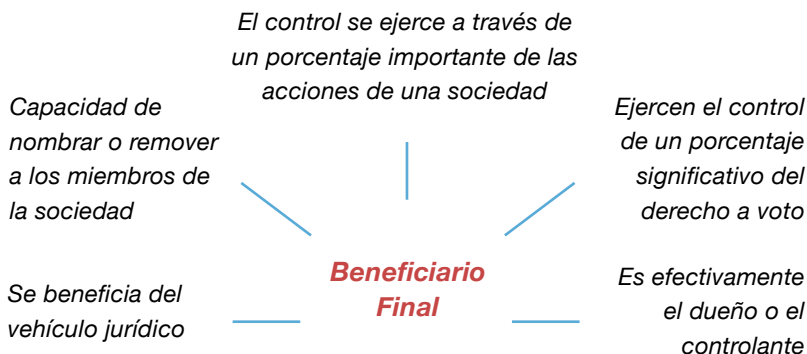 El control se ejerce a través de
un porcentaje importante de las
acciones de una sociedad
Capacidad de
nombrar o remover
a los miembros de
la sociedad
Ejercen el control
de un porcentaje
significativo del
derecho a voto
Beneficiario
Final
Se beneficia del
vehículo jurídico
Es efectivamente
el dueño o el
controlante